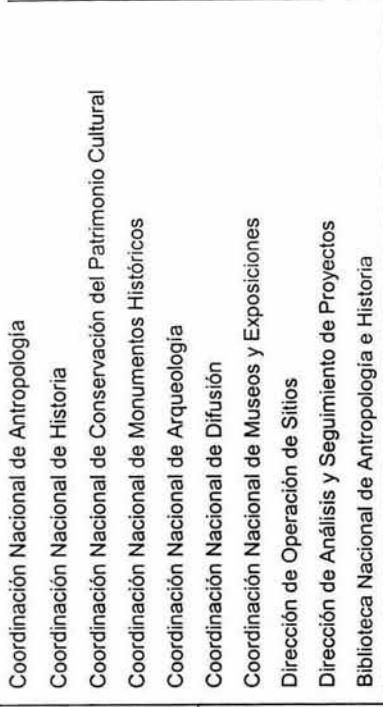 Coordinación Nacional de Antropología
Coordinación Nacional de Historia
Coordinación Nacional de Conservación del Patrimonio Cultural
Coordinación Nacional de Monumentos Históricos
Coordinación Nacional de Arqueología
Coordinación Nacional de Difusión
Coordinación Nacional de Museos y Exposiciones
Dirección de Operación de Sitios
Dirección de Análisis y Seguimiento de Proyectos
Biblioteca Nacional de Antropología e Historia